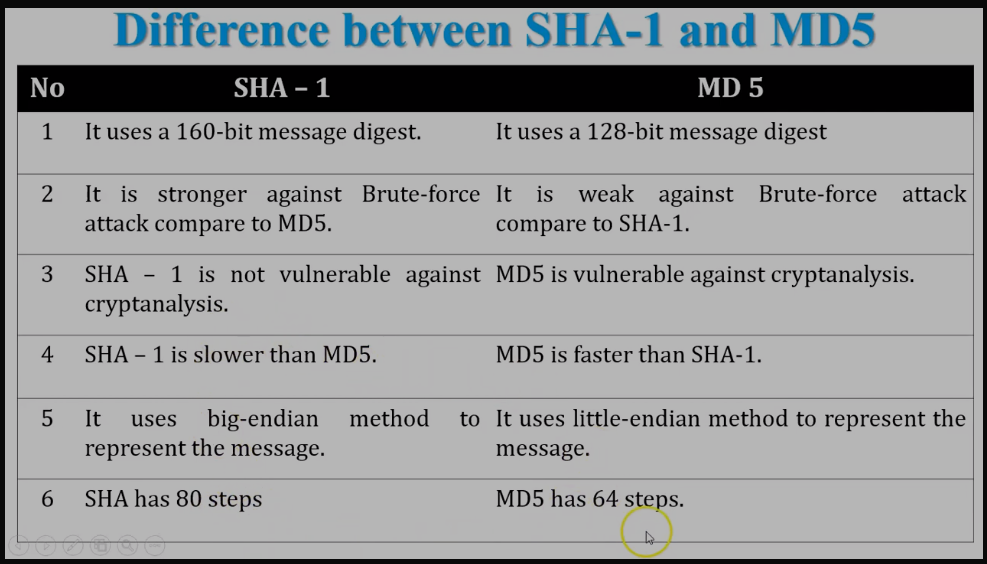 Difference between SHA-1 and MD5
No SHA – 1 MD 5
1 It uses a 160-bit message digest. It uses a 128-bit message digest
2 It is stronger against Brute-force It is weak against Brute-force attack
attack compare to MD5. compare to SHA-1.
3 SHA – 1 is not vulnerable against MD5 is vulnerable against cryptanalysis.
cryptanalysis.
4 SHA – 1 is slower than MD5. MD5 is faster than SHA-1.
5 It uses big-endian method to It uses little-endian method to represent the
represent the message. message.
6 SHA has 80 steps MD5 has 64 steps.